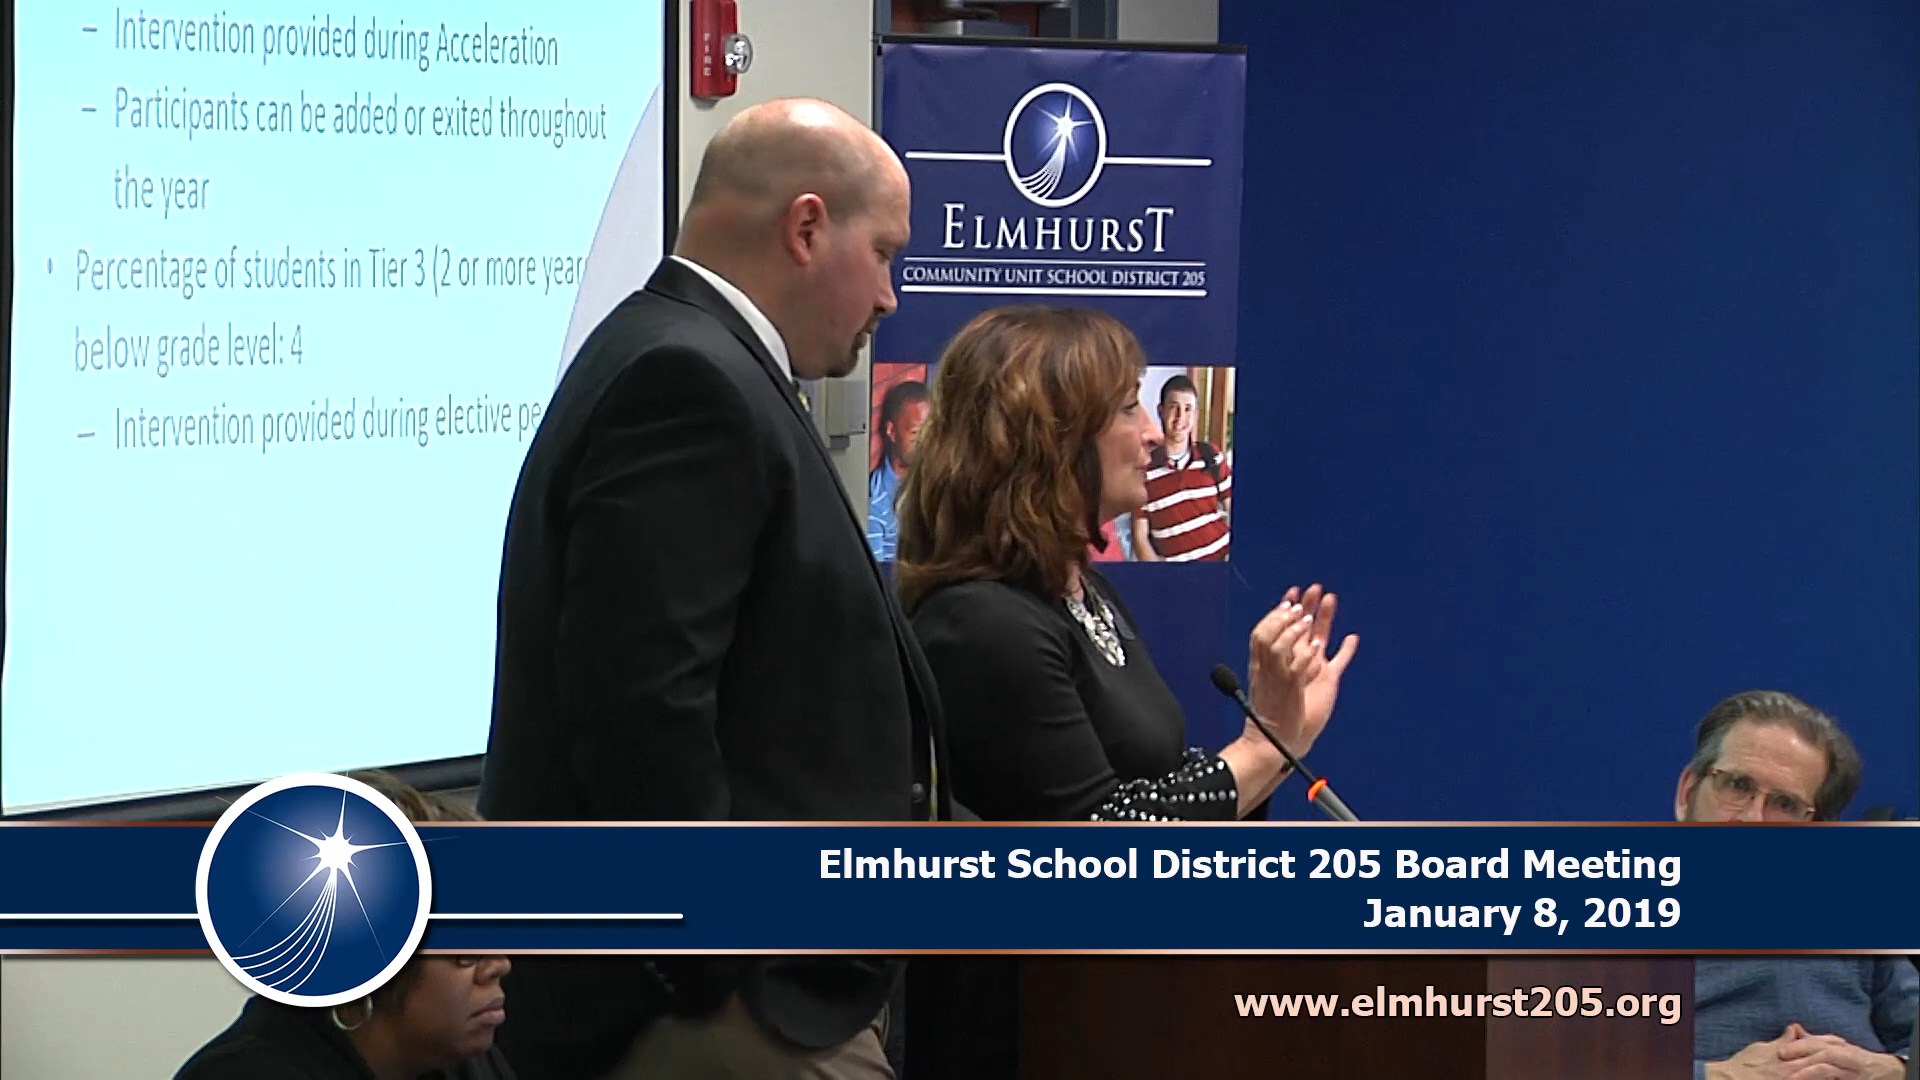 – Intervention provided during Acceleration
– Participants can be added or exited throughout
the year
• Percentage of students in Tier 3 (2 or more year
below grade level: 4
– Intervention provided during elective
FIRE
ELMHURST
COMMUNITY UNIT SCHOOL DISTRICT 205
Elmhurst School District 205 Board Meeting
January 8, 2019
www.elmhurst205.org